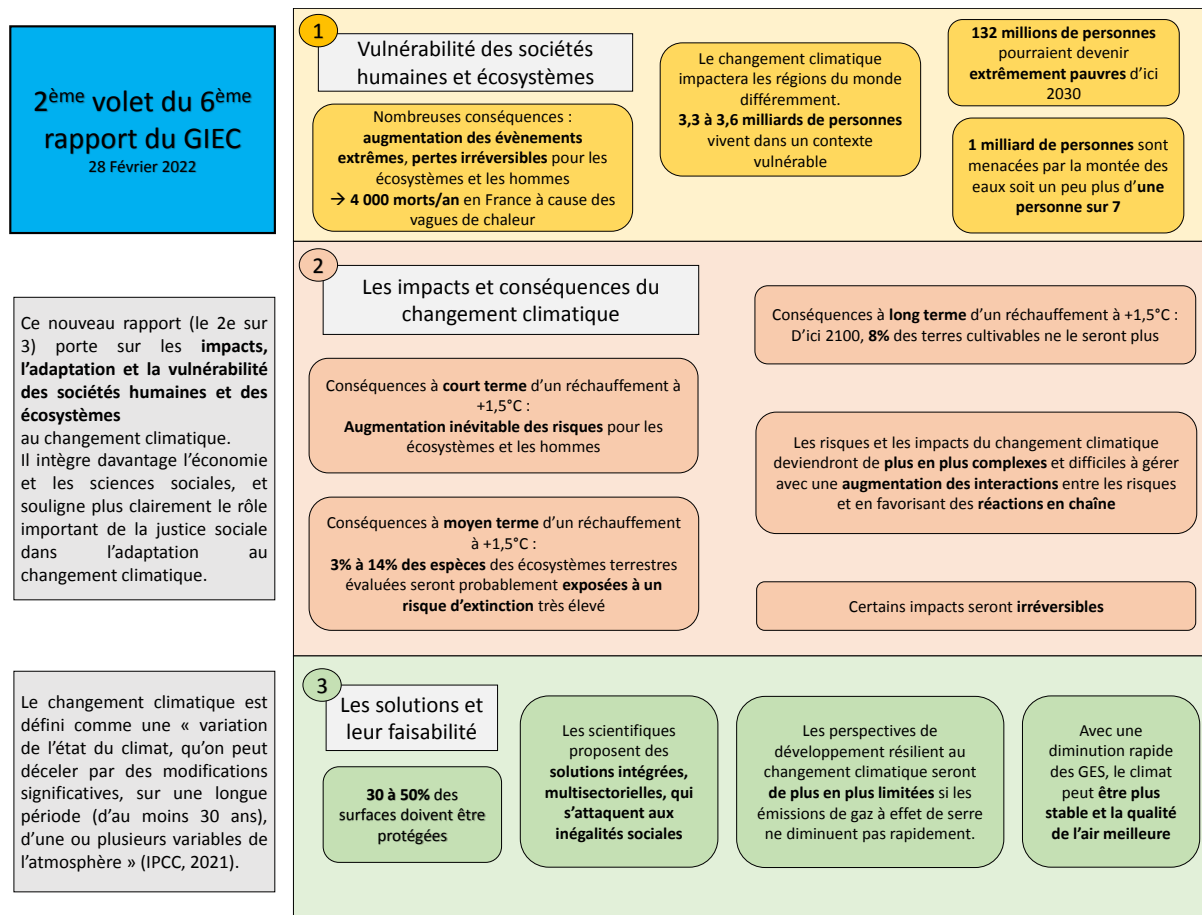 2ème volet du 6ème
rapport du GIEC
28 Février 2022
Ce nouveau rapport (le 2e sur
3) porte sur les impacts,
l'adaptation et la vulnérabilité
des sociétés humaines et des
écosystèmes
au changement climatique.
Il intègre davantage l'économie
et les sciences sociales, et
souligne plus clairement le rôle
important de la justice sociale
dans l'adaptation au
changement climatique.
Le changement climatique est
défini comme une « variation
de l'état du climat, qu'on peut
déceler par des modifications
significatives, sur une longue
période (d'au moins 30 ans),
d'une ou plusieurs variables de
l'atmosphère » (IPCC, 2021).
1
Vulnérabilité des sociétés
humaines et écosystèmes
Nombreuses conséquences :
augmentation des évènements
extrêmes, pertes irréversibles pour les
écosystèmes et les hommes
→ 4 000 morts/an en France à cause des
vagues de chaleur
Le changement climatique
impactera les régions du monde
différemment.
3,3 à 3,6 milliards de personnes
vivent dans un contexte
vulnérable
132 millions de personnes
pourraient devenir
extrêmement pauvres d'ici
2030
1 milliard de personnes sont
menacées par la montée des
eaux soit un peu plus d'une
personne sur 7
2
Les impacts et conséquences du
changement climatique
Conséquences à court terme d'un réchauffement à
+1,5°C :
Augmentation inévitable des risques pour les
écosystèmes et les hommes
Conséquences à moyen terme d'un réchauffement
à +1,5°C :
3% à 14% des espèces des écosystèmes terrestres
évaluées seront probablement exposées à un
risque d'extinction très élevé
Conséquences à long terme d'un réchauffement à +1,5°C :
D'ici 2100, 8% des terres cultivables ne le seront plus
Les risques et les impacts du changement climatique
deviendront de plus en plus complexes et difficiles à gérer
avec une augmentation des interactions entre les risques
et en favorisant des réactions en chaîne
Certains impacts seront irréversibles
3
Les solutions et
leur faisabilité
30 à 50% des
surfaces doivent être
protégées
Les scientifiques
proposent des
solutions intégrées,
multisectorielles, qui
s'attaquent aux
inégalités sociales
Les perspectives de
développement résilient au
changement climatique seront
de plus en plus limitées si les
émissions de gaz à effet de serre
ne diminuent pas rapidement.
Avec une
diminution rapide
des GES, le climat
peut être plus
stable et la qualité
de l'air meilleure